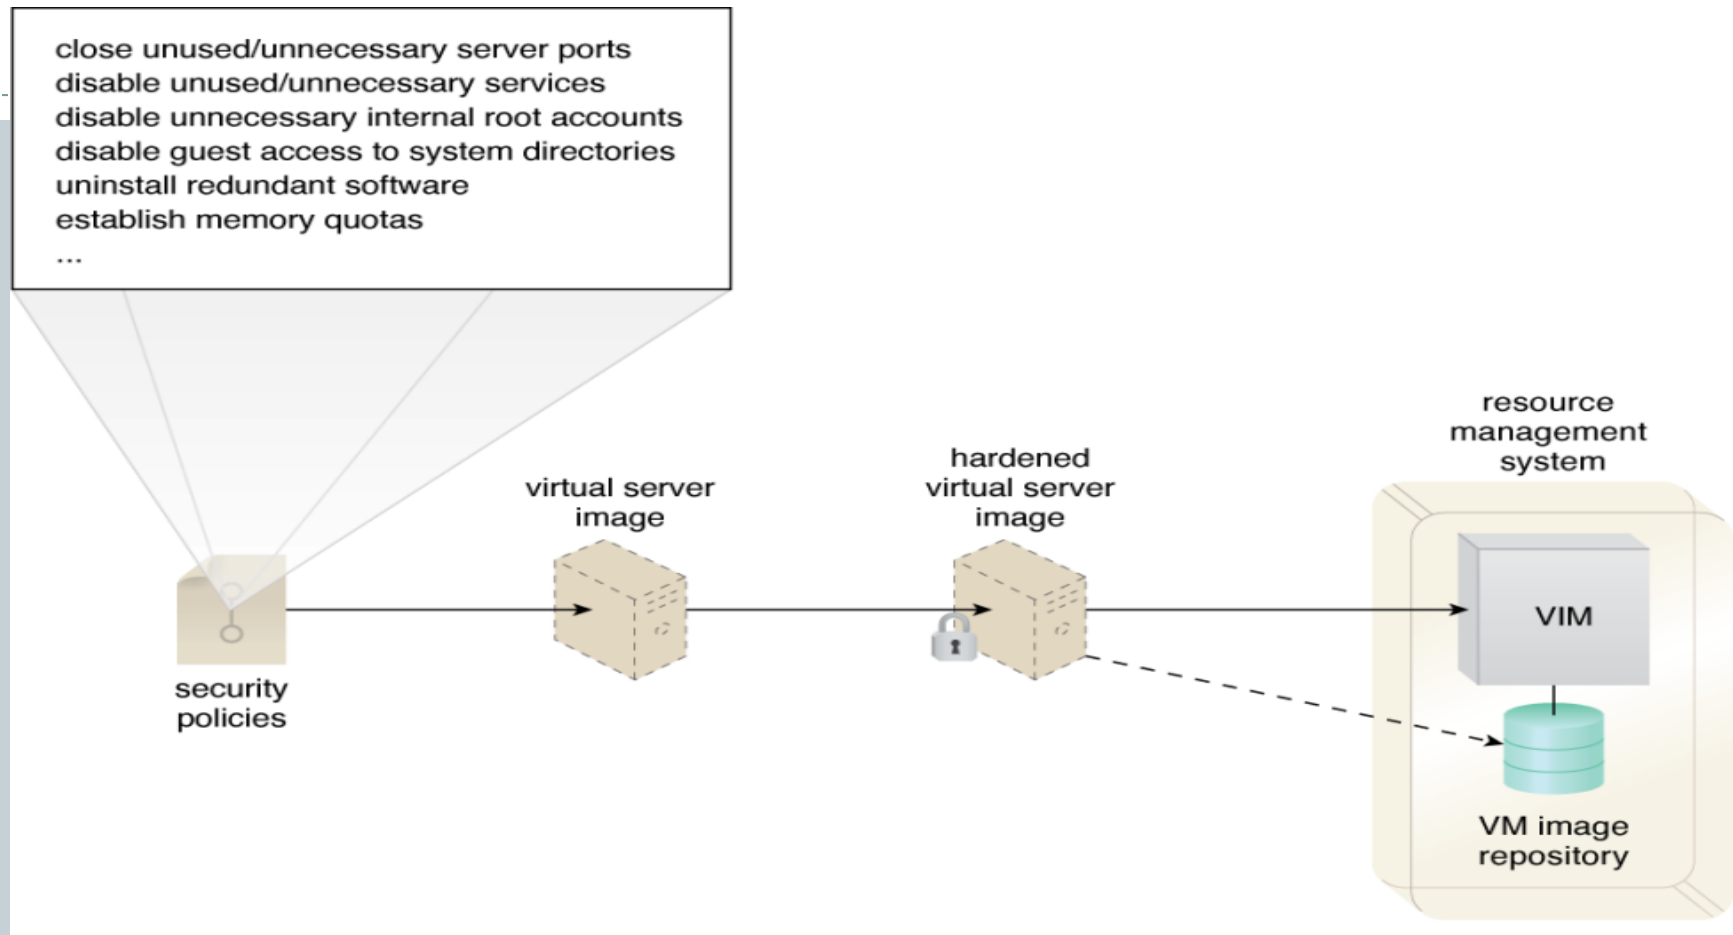 close unused/unnecessary server ports
disable unused/unnecessary services
disable unnecessary internal root accounts
disable guest access to system directories
uninstall redundant software
establish memory quotas
...
security
policies
virtual server
image
hardened
virtual server
image
resource
management
system
VIM
VM image
repository